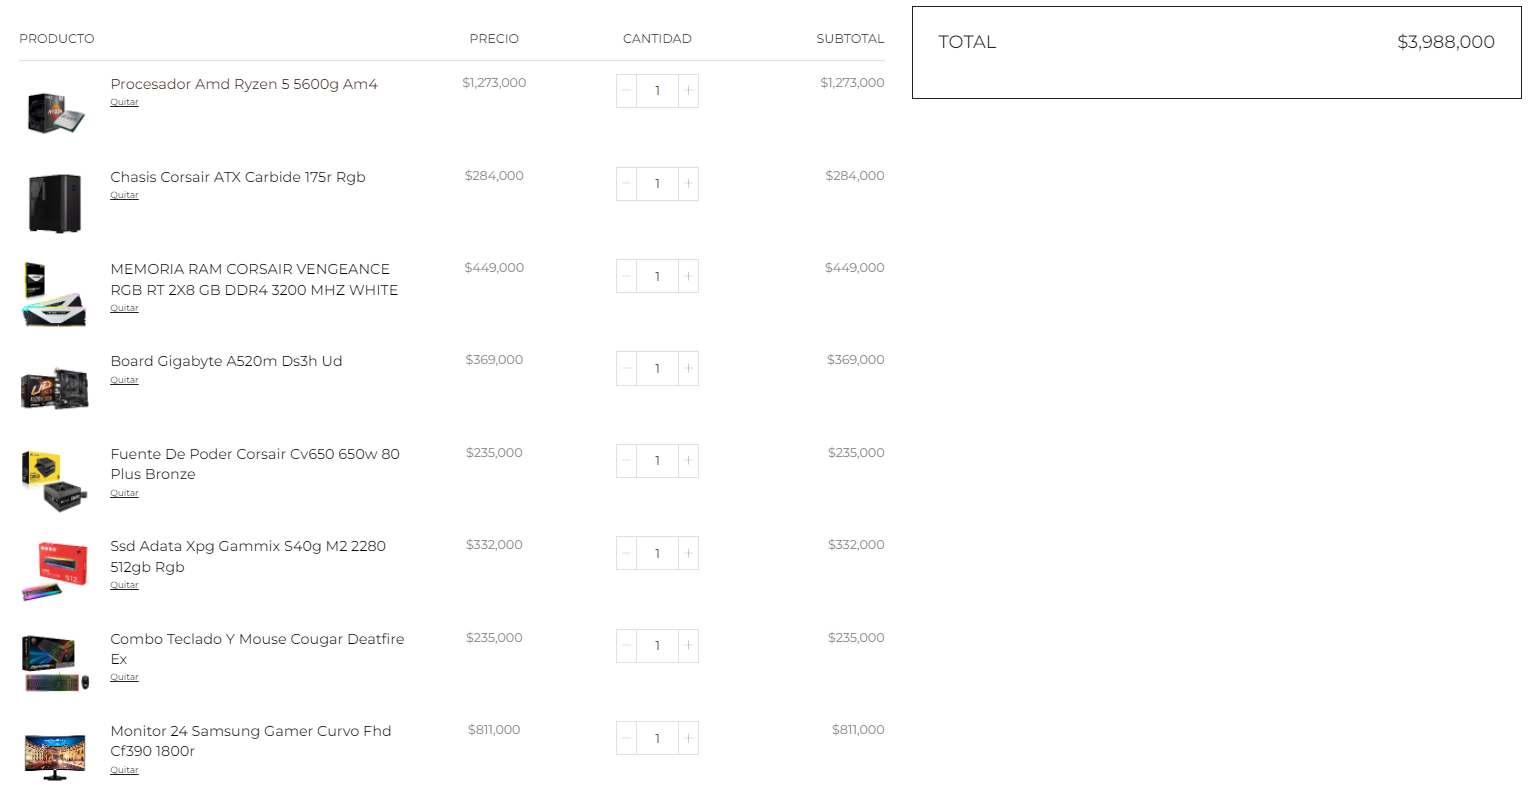 PRODUCTO PRECIO CANTIDAD SUBTOTAL
TOTAL $3,988,000
Procesador Amd Ryzen 5 5600g Am4 $1,273,000 − 1 + $1,273,000
Quitar
Chasis Corsair ATX Carbide 175r Rgb $284,000 − 1 + $284,000
Quitar
MEMORIA RAM CORSAIR VENGEANCE $449,000 − 1 + $449,000
RGB RT 2X8 GB DDR4 3200 MHZ WHITE
Quitar
Board Gigabyte A520m Ds3h Ud $369,000 − 1 + $369,000
Quitar
Fuente De Poder Corsair Cv650 650w 80 $235,000 − 1 + $235,000
Plus Bronze
Quitar
Ssd Adata Xpg Gammix S40g M2 2280 $332,000 − 1 + $332,000
512gb Rgb
Quitar
512
Combo Teclado Y Mouse Cougar Deatfire $235,000 − 1 + $235,000
Ex
Quitar
Monitor 24 Samsung Gamer Curvo Fhd $811,000 − 1 + $811,000
Cf390 1800r
Quitar